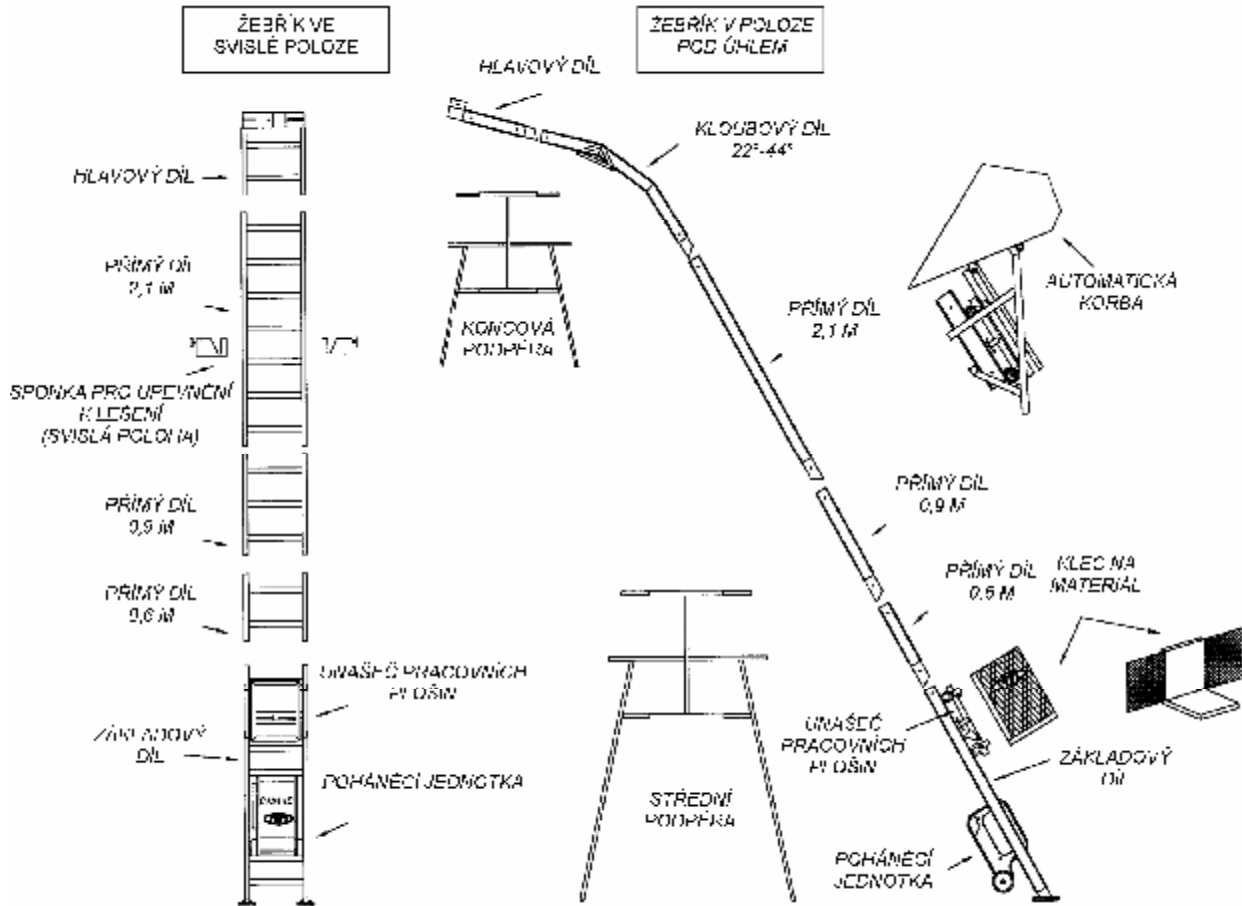 ŽEBŘÍK VE
SVISLÉ POLOZE
HLAVOVÝ DÍL
PŘÍMÝ DÍL
2,1 M
SPONKA PRO UPEVNĚNÍ
K LEŠENÍ
(SVISLÁ POLOHA)
PŘÍMÝ DÍL
0,9 M
PŘÍMÝ DÍL
0,6 M
UNAŠEČ PRACOVNÍCH
PLOŠIN
ZÁKLADOVÝ
DÍL
POHÁNĚCÍ JEDNOTKA
ŽEBŘÍK V POLOZE
POD ÚHLEM
HLAVOVÝ DÍL
KLOUBOVÝ DÍL
22°-44°
KONCOVÁ
PODPĚRA
PŘÍMÝ DÍL
2,1 M
AUTOMATICKÁ
KORBA
PŘÍMÝ DÍL
0,9 M
PŘÍMÝ DÍL
0,6 M
KLEC NA
MATERIÁL
UNAŠEČ
PRACOVNÍCH
PLOŠIN
ZÁKLADOVÝ
DÍL
STŘEDNÍ
PODPĚRA
POHÁNĚCÍ
JEDNOTKA